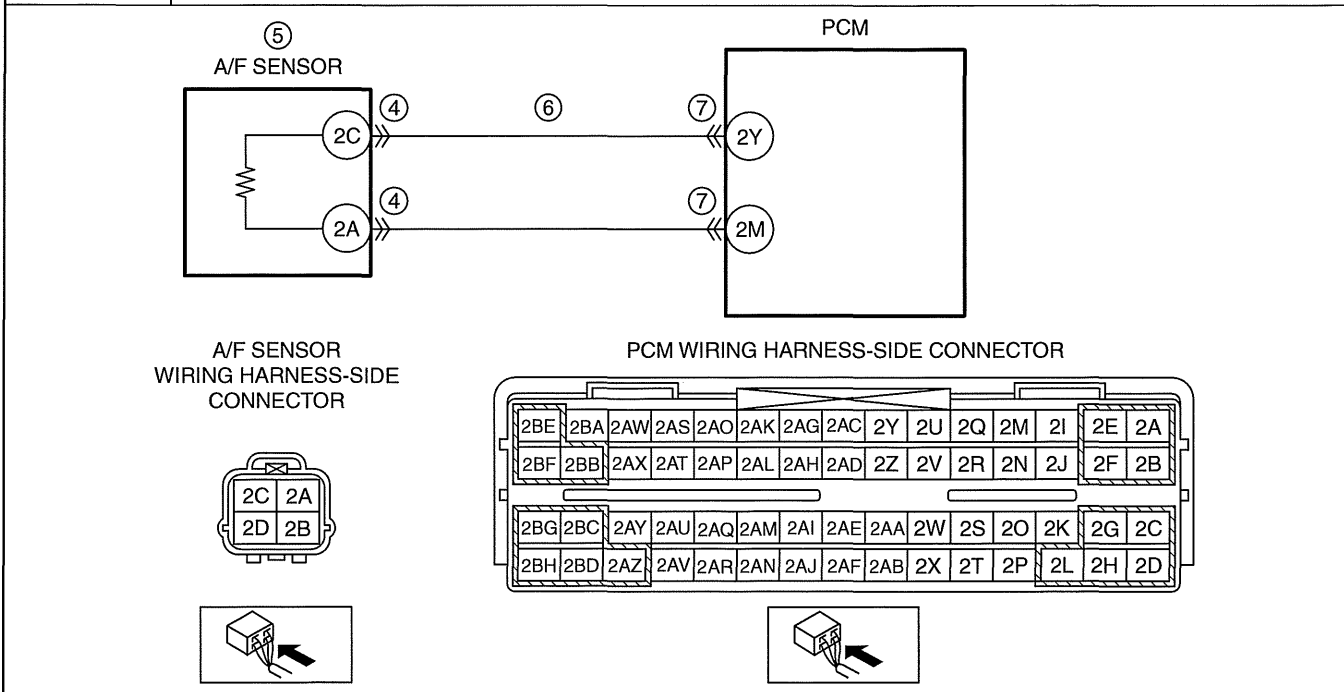 PCM
⑤
A/F SENSOR
④ ⑥ ⑦
2C 2Y
④ ⑦
2A 2M
A/F SENSOR
WIRING HARNESS-SIDE
CONNECTOR
PCM WIRING HARNESS-SIDE CONNECTOR
2C 2A
2D 2B
2BE 2BA 2AW 2AS 2AO 2AK 2AG 2AC 2Y 2U 2Q 2M 2I 2E 2A
2BF 2BB 2AX 2AT 2AP 2AL 2AH 2AD 2Z 2V 2R 2N 2J 2F 2B
2BG 2BC 2AY 2AU 2AQ 2AM 2AI 2AE 2AA 2W 2S 2O 2K 2G 2C
2BH 2BD 2AZ 2AV 2AR 2AN 2AJ 2AF 2AB 2X 2T 2P 2L 2H 2D